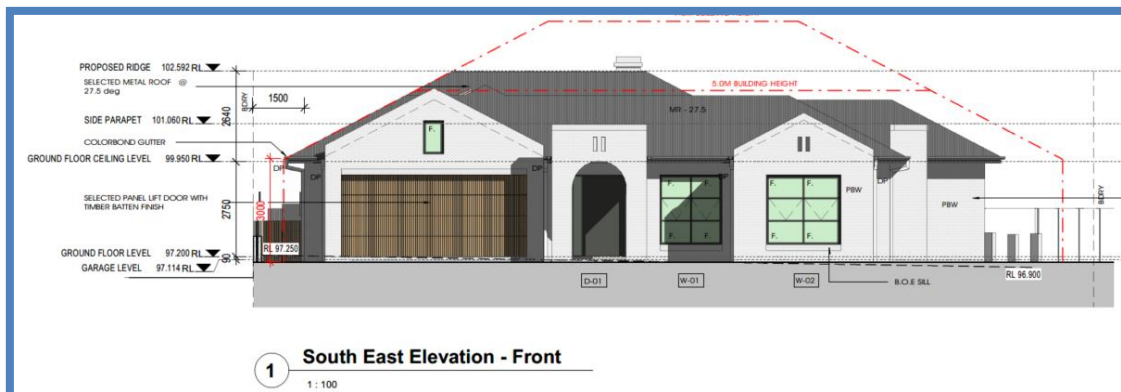 PROPOSED RIDGE 102.592 RL
SELECTED METAL ROOF @
27.5 deg
BDRY
1500
2640
5.0M BUILDING HEIGHT
MR - 27.5
SIDE PARAPET 101.060 RL
COLORBOND GUTTER
GROUND FLOOR CEILING LEVEL 99.950 RL
F.
DP
DP
DP
DP
DP
SELECTED PANEL LIFT DOOR WITH
TIMBER BATTEN FINISH
2750
3000
F. F.
F. F.
F. F.
PBW
PBW
BDRY
GROUND FLOOR LEVEL 97.200 RL
RL 97.250
GARAGE LEVEL 97.114 RL
90
RL 96.900
D-01
W-01
W-02
B.O.E SILL
1
South East Elevation - Front
1 : 100